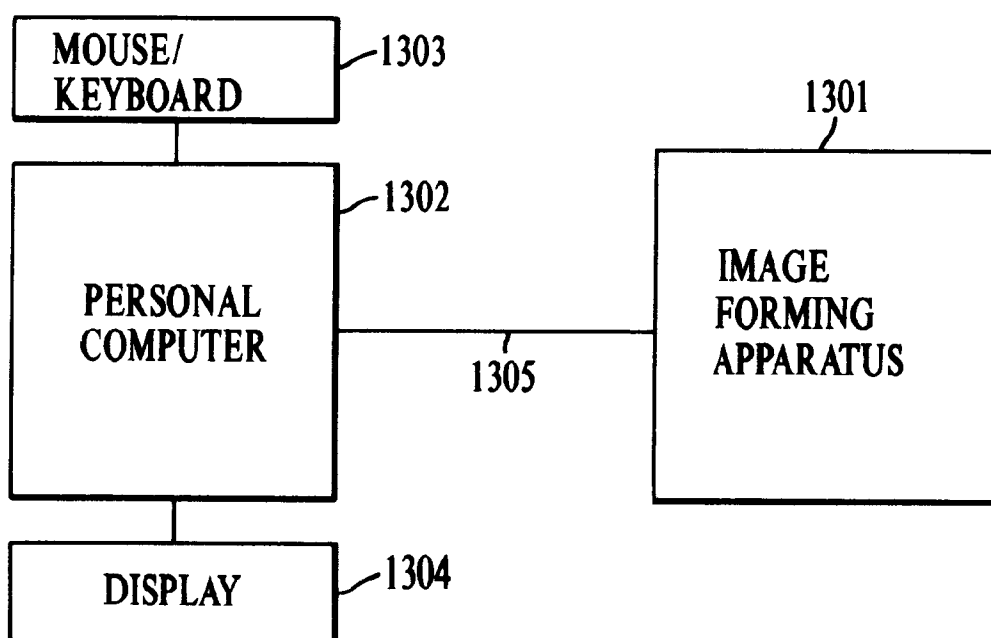 MOUSE/
KEYBOARD
1303
1301
1302
PERSONAL
COMPUTER
IMAGE
FORMING
APPARATUS
1305
DISPLAY
1304